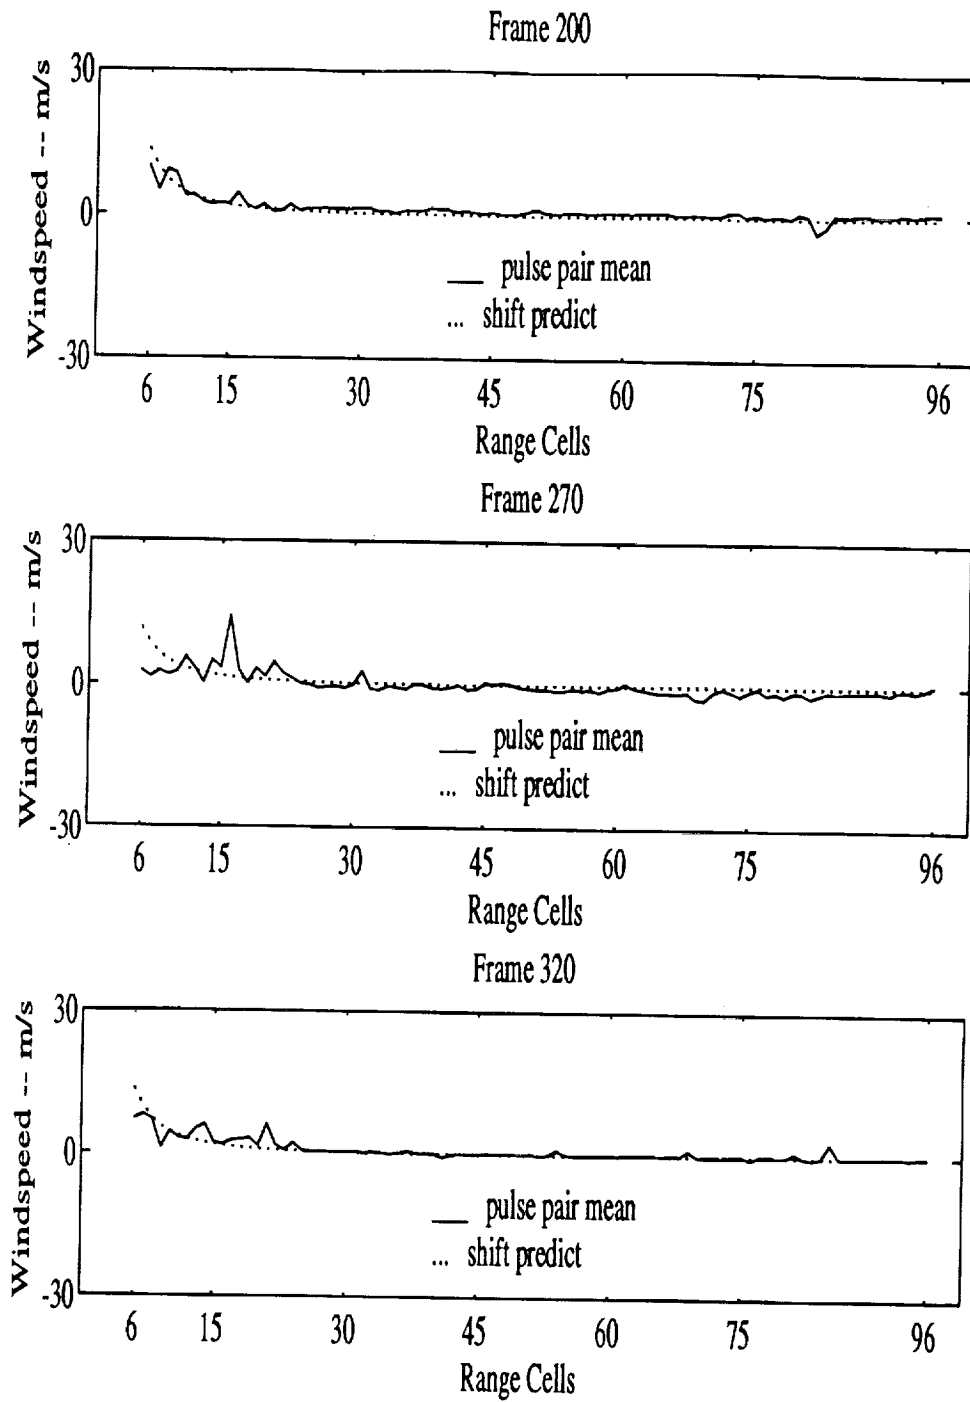 Frame 200
Windspeed -- m/s
30
0
-30
pulse pair mean
... shift predict
6 15 30 45 60 75 96
Range Cells
Frame 270
Windspeed -- m/s
30
0
-30
pulse pair mean
... shift predict
6 15 30 45 60 75 96
Range Cells
Frame 320
Windspeed -- m/s
30
0
-30
pulse pair mean
... shift predict
6 15 30 45 60 75 96
Range Cells